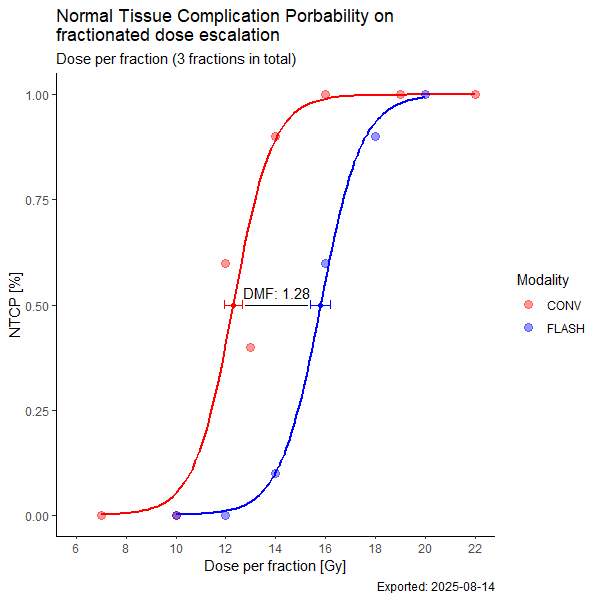 Normal Tissue Complication Porbability on
fractionated dose escalation
Dose per fraction (3 fractions in total)
1.00
0.75
0.50
0.25
0.00
NTCP [%]
DMF: 1.28
6 8 10 12 14 16 18 20 22
Dose per fraction [Gy]
Modality
CONV
FLASH
Exported: 2025-08-14